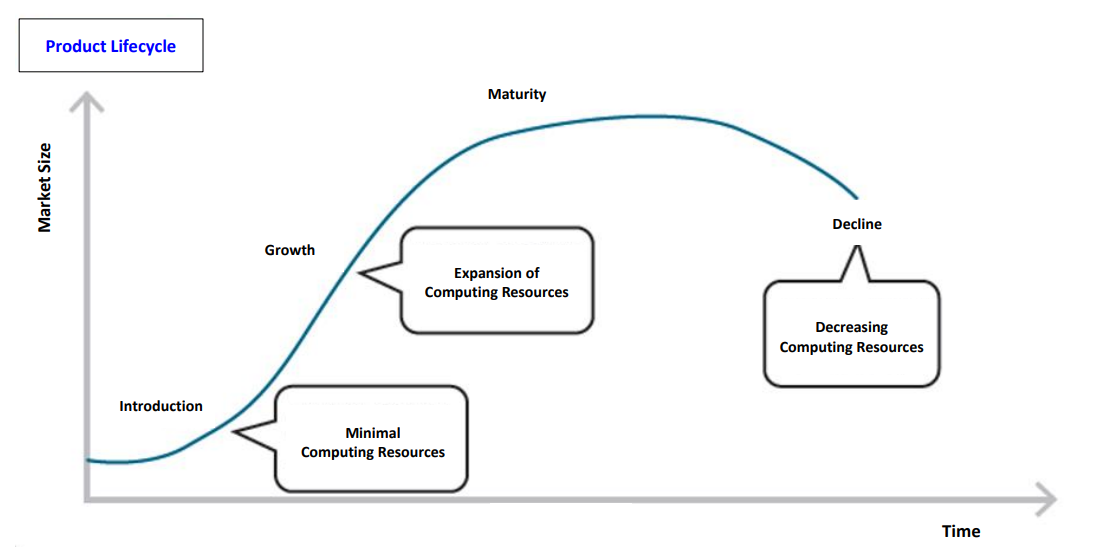 Product Lifecycle
Maturity
Market Size
Growth
Decline
Expansion of
Computing Resources
Decreasing
Computing Resources
Introduction
Minimal
Computing Resources
Time